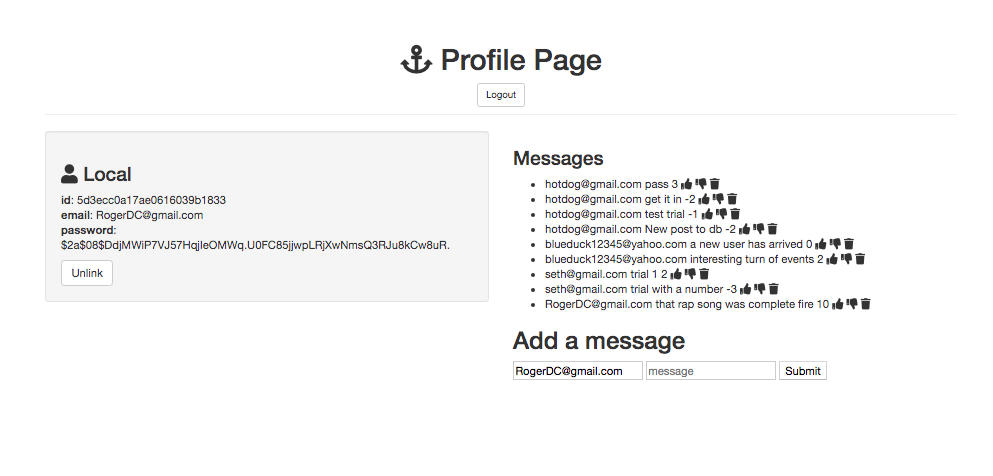 Profile Page
Logout
Local
id: 5d3ecc0a17ae0616039b1833
email: RogerDC@gmail.com
password:
$2a$08$DdjMWiP7VJ57HqjIeOMWq.U0FC85jjwpLRjXwNmsQ3RJu8kCw8uR.
Unlink
Messages
hotdog@gmail.com pass 3
hotdog@gmail.com get it in -2
hotdog@gmail.com test trial -1
hotdog@gmail.com New post to db -2
blueduck12345@yahoo.com a new user has arrived 0
blueduck12345@yahoo.com interesting turn of events 2
seth@gmail.com trial 1 2
seth@gmail.com trial with a number -3
RogerDC@gmail.com that rap song was complete fire 10
Add a message
RogerDC@gmail.com message Submit